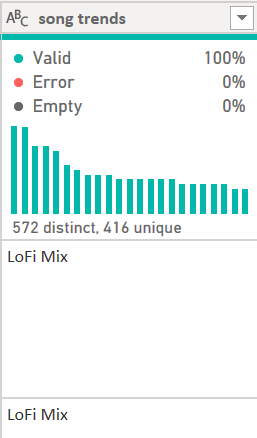 ABC song trends
Valid 100%
Error 0%
Empty 0%
572 distinct, 416 unique
LoFi Mix
LoFi Mix